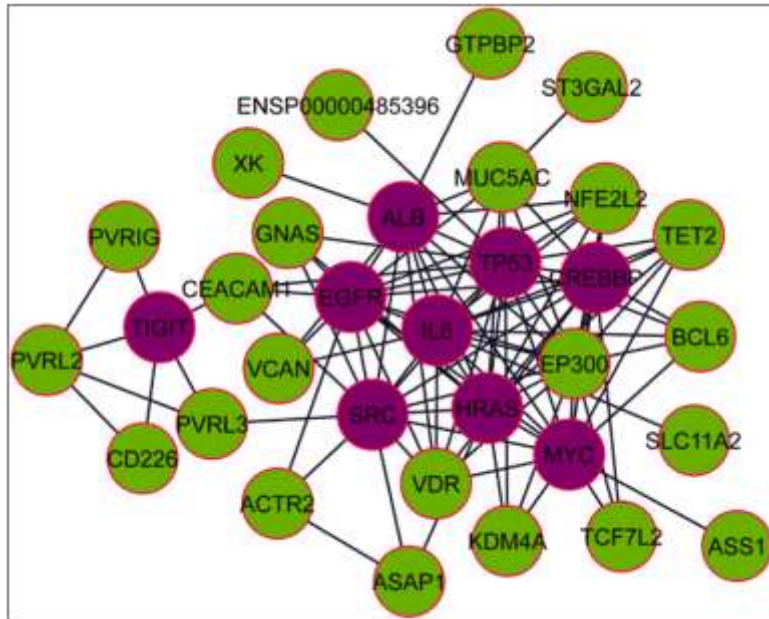 GTPBP2
ST3GAL2
ENSP00000485396
XK
MUC5AC
NFE2L2
ALB
GNAS
PVRIG
TET2
TP53
CREBBP
CEACAM1
EGFR
TIGIT
IL6
PVRL2
VCAN
EP300
BCL6
SRC
HRAS
PVRL3
SLC11A2
MYC
CD226
VDR
ACTR2
KDM4A
TCF7L2
ASS1
ASAP1